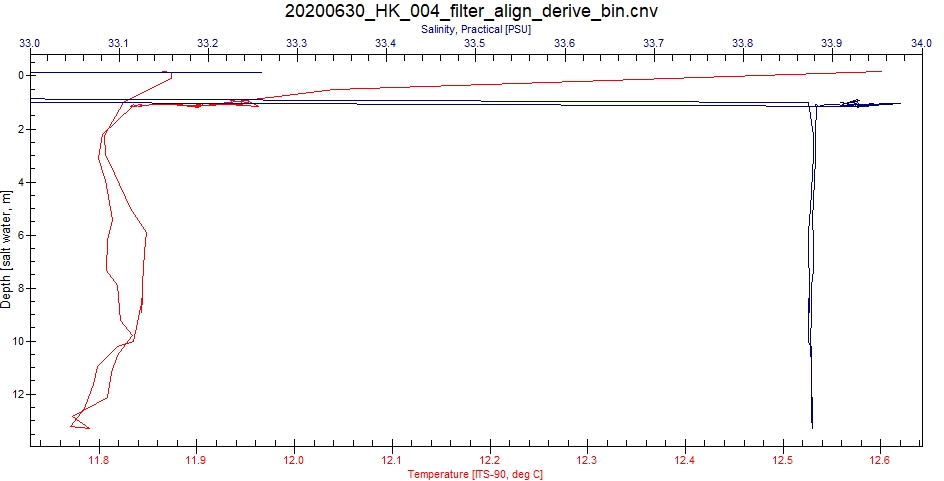 20200630_HK_004_filter_align_derive_bin.cnv
Salinity, Practical [PSU]
33.0 33.1 33.2 33.3 33.4 33.5 33.6 33.7 33.8 33.9 34.0
0
2
4
6
8
10
12
Depth [salt water, m]
11.8 11.9 12.0 12.1 12.2 12.3 12.4 12.5 12.6
Temperature [ITS-90, deg C]